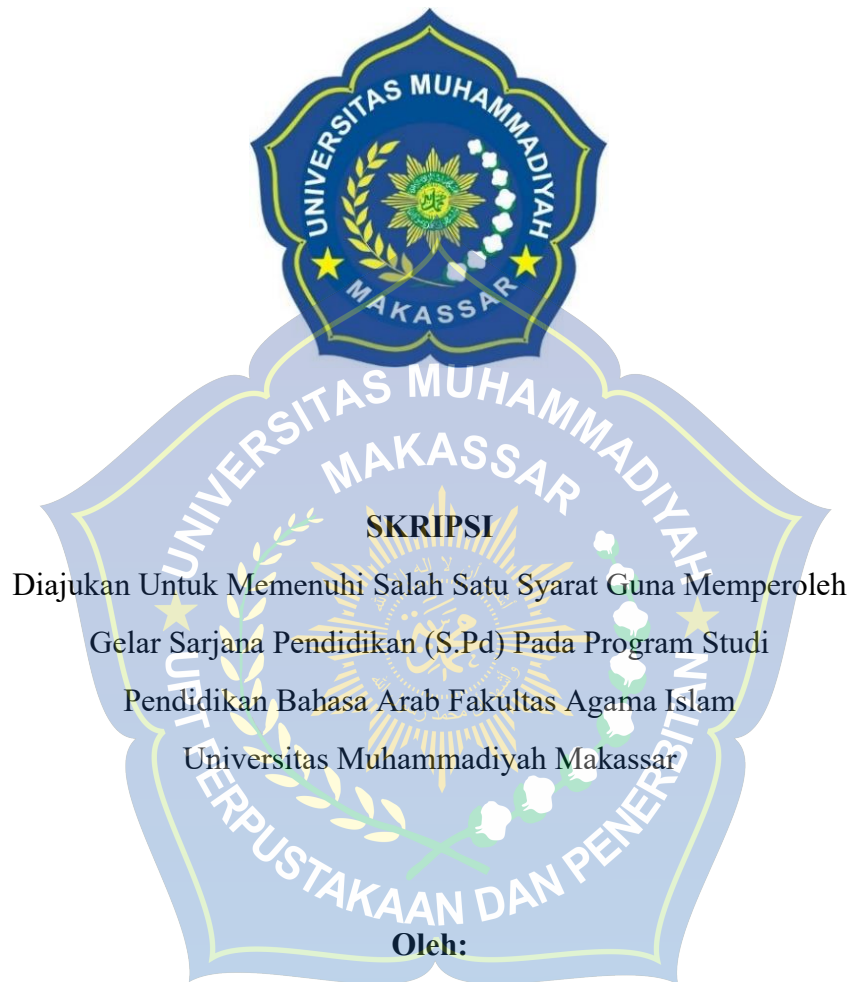 UNIVERSITAS MUHAMMADIYAH
MAKASSAR
UNIVERSITAS MUHAMMADIYAH
MAKASSAR
SKRIPSI
Diajukan Untuk Memenuhi Salah Satu Syarat Guna Memperoleh
Gelar Sarjana Pendidikan (S.Pd) Pada Program Studi
Pendidikan Bahasa Arab Fakultas Agama Islam
Universitas Muhammadiyah Makassar
UPT PERPUSTAKAAN DAN PENERBITAN
Oleh: